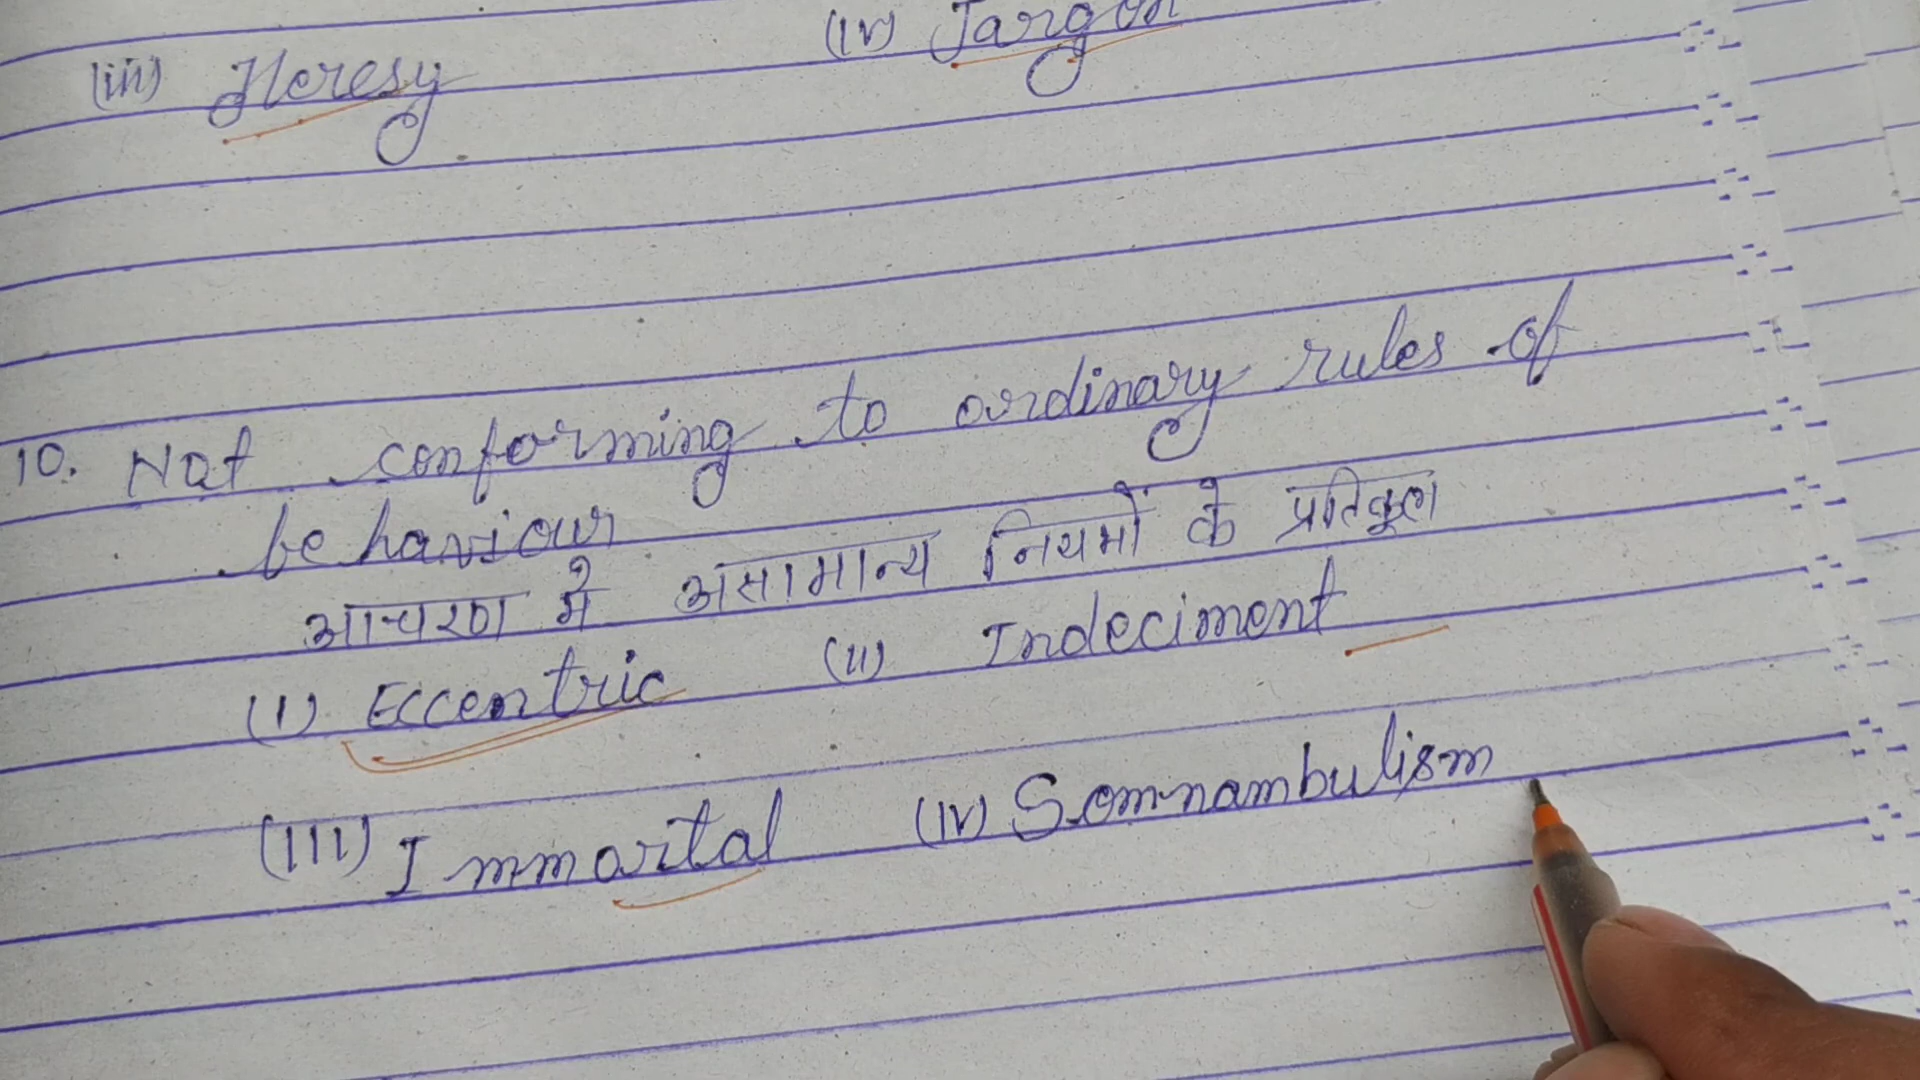 (iii) Heresy (iv) Jargon
10. Not conforming to ordinary rules of
behaviour
आचरण में असामान्य नियमों के प्रतिकूल
(I) Eccentric (II) Indeciment
(III) Immortal (IV) Somnambulism